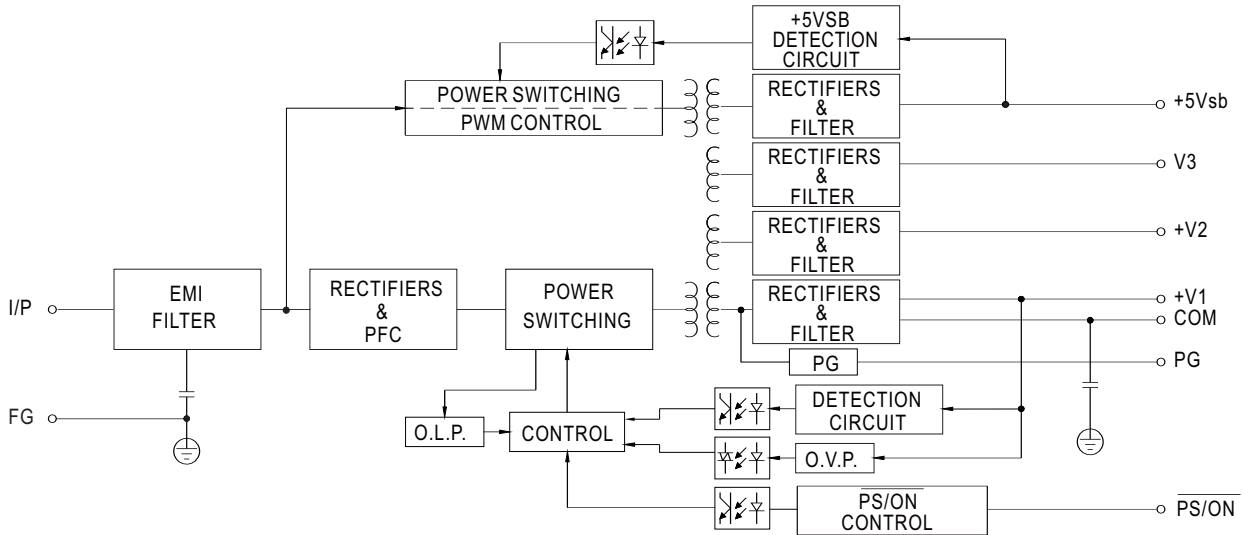 +5VSB
DETECTION
CIRCUIT
POWER SWITCHING
PWM CONTROL
RECTIFIERS
&
FILTER
+5Vsb
RECTIFIERS
&
FILTER
V3
RECTIFIERS
&
FILTER
+V2
I/P
EMI
FILTER
RECTIFIERS
&
PFC
POWER
SWITCHING
RECTIFIERS
&
FILTER
+V1
COM
PG
PG
FG
O.L.P.
CONTROL
DETECTION
CIRCUIT
O.V.P.
PS/ON
CONTROL
PS/ON